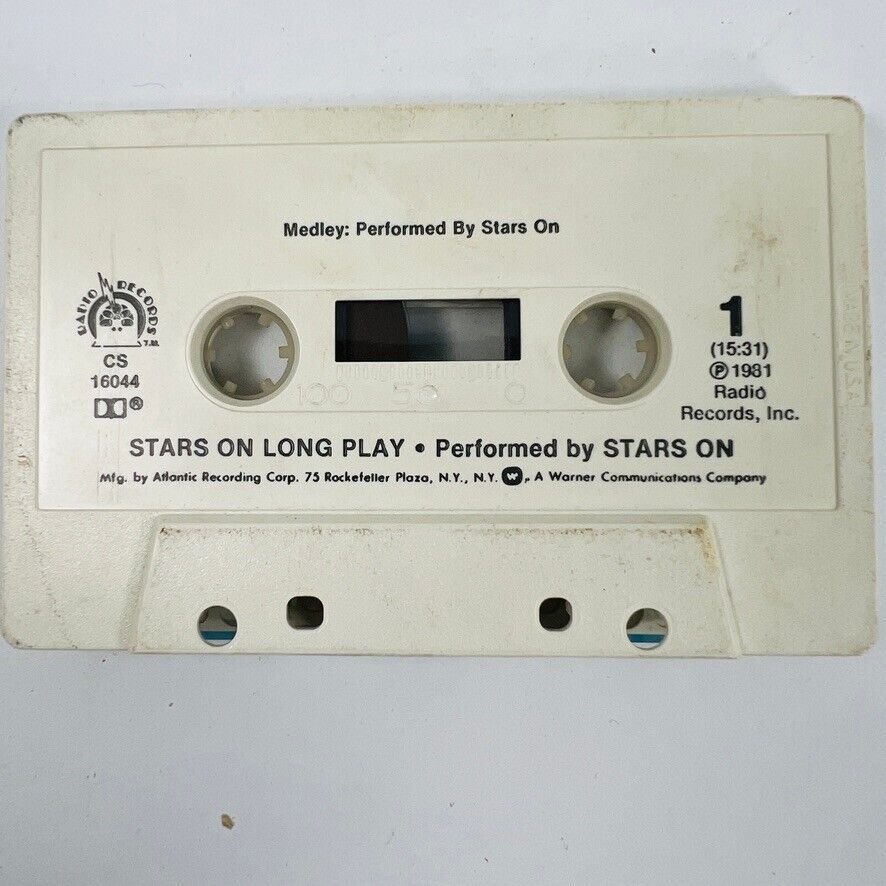 Medley: Performed By Stars On
RADIO RECORDS T.M.
CS
16044
®
100 50 0
1
(15:31)
℗ 1981
Radio
Records, Inc.
STARS ON LONG PLAY • Performed by STARS ON
Mfg. by Atlantic Recording Corp. 75 Rockefeller Plaza, N.Y., N.Y. W, A Warner Communications Company